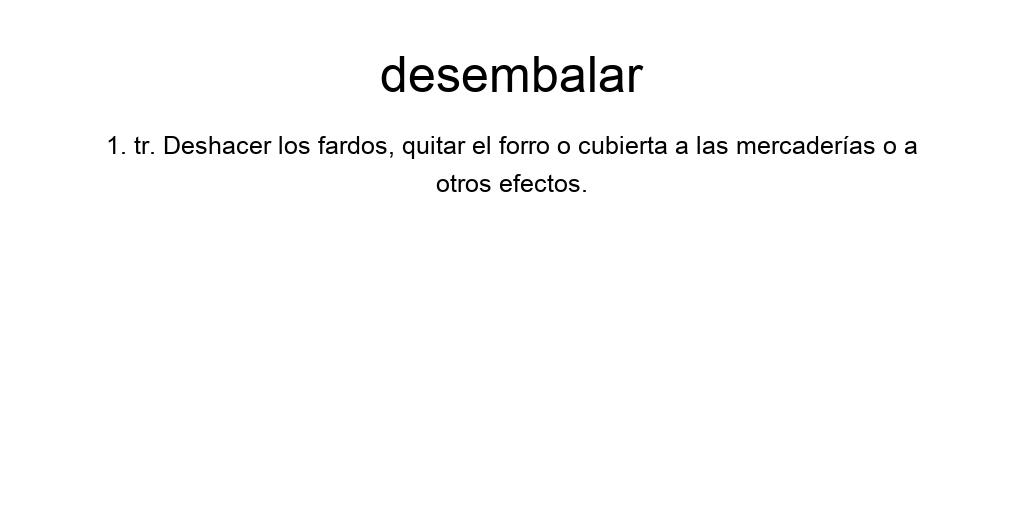 desembalar
1. tr. Deshacer los fardos, quitar el forro o cubierta a las mercaderías o a
otros efectos.